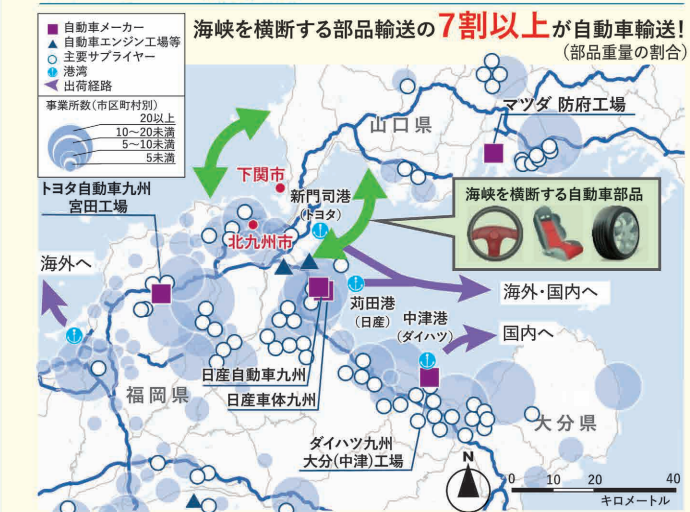 海峡を横断する部品輸送の7割以上が自動車輸送!
(部品重量の割合)
自動車メーカー
自動車エンジン工場等
主要サプライヤー
港湾
出荷経路
事業所数(市区町村別)
20以上
10〜20未満
5〜10未満
5未満
マツダ 防府工場
山口県
下関市
トヨタ自動車九州
宮田工場
新門司港
(トヨタ)
海峡を横断する自動車部品
北九州市
海外へ
海外・国内へ
苅田港
(日産)
中津港
(ダイハツ)
国内へ
日産自動車九州
日産車体九州
福岡県
大分県
ダイハツ九州
大分(中津)工場
N
0 10 20 40
キロメートル